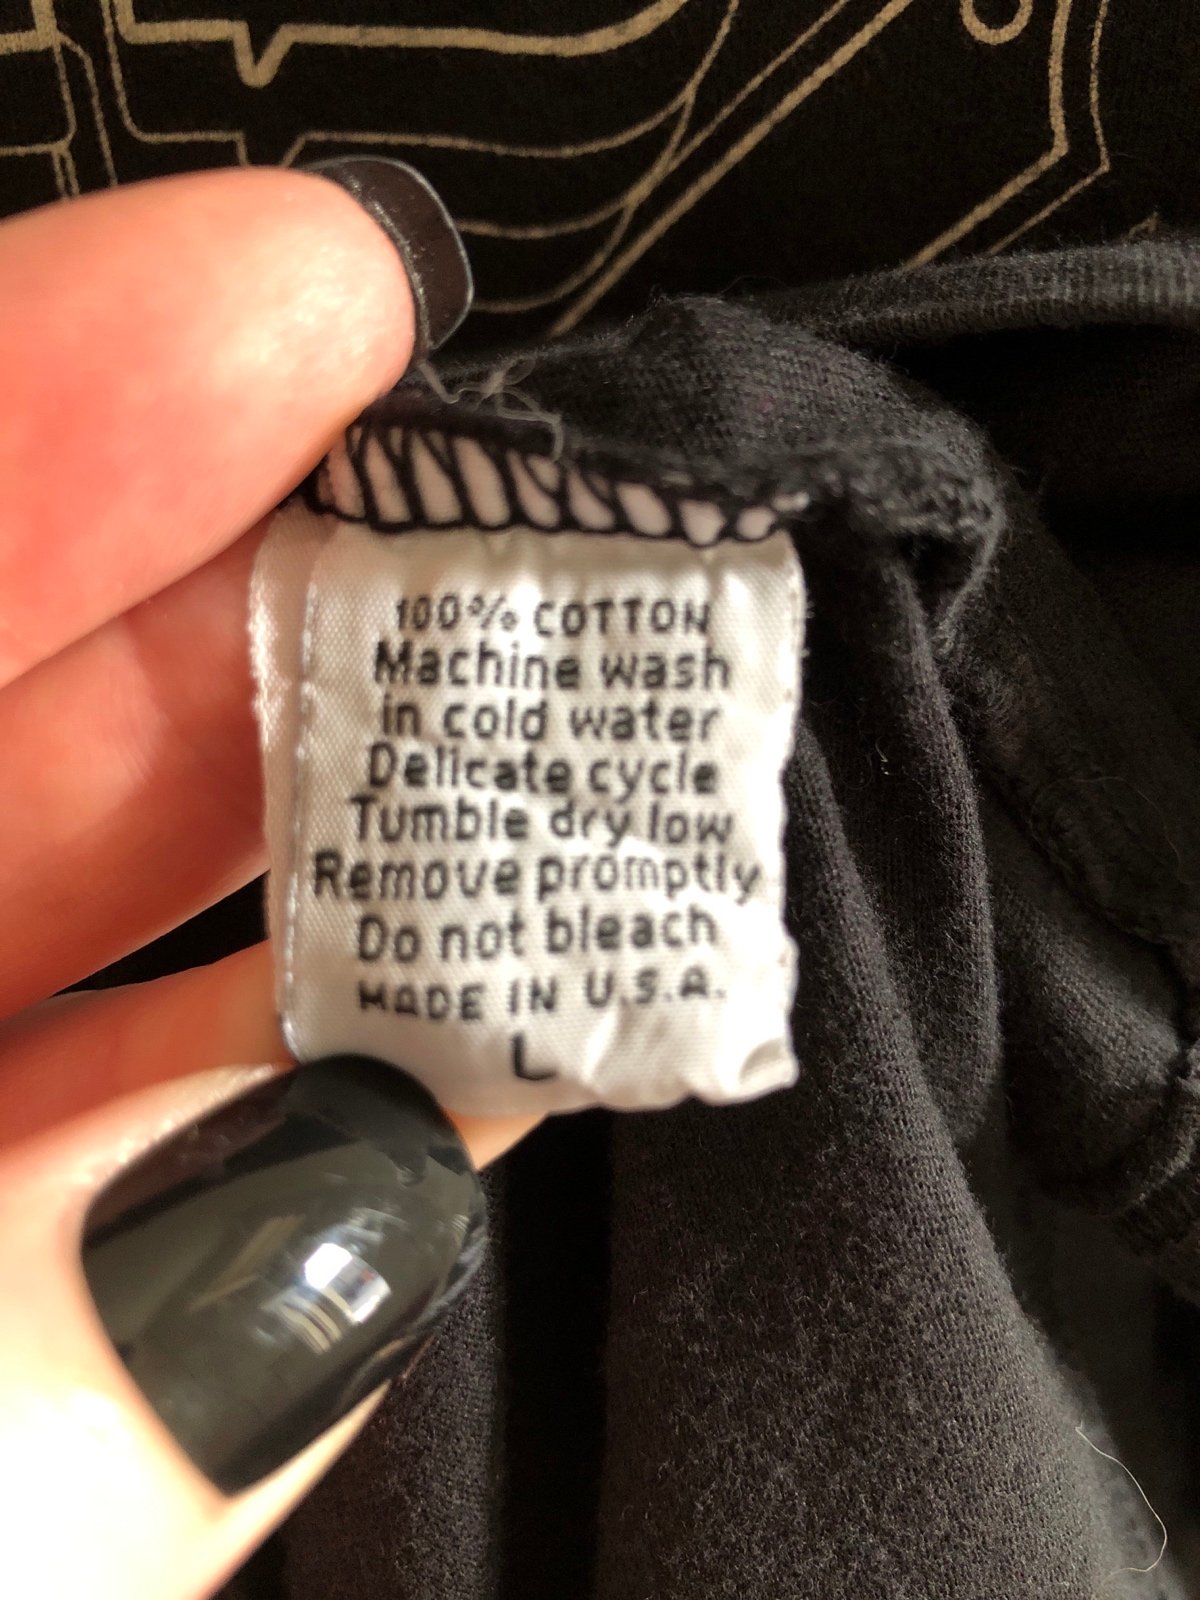 100% COTTON
Machine wash
in cold water
Delicate cycle
Tumble dry low
Remove promptly
Do not bleach
MADE IN U.S.A.
L